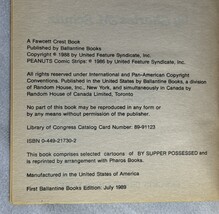 A Fawcett Crest Book
Published by Ballantine Books
Copyright © 1986 by United Feature Syndicate, Inc.
PEANUTS Comic Strips: © 1986 by United Feature Syndicate, Inc.
All rights reserved under International and Pan-American Copyright
Conventions. Published in the United States by Ballantine Books, a division
of Random House, Inc., New York, and simultaneously in Canada by
Random House of Canada Limited, Toronto.
No part of this book may be reproduced in any form or
by any means without permission of the publisher.
Library of Congress Catalog Card Number: 89-91123
ISBN 0-449-21730-2
This book comprises selected cartoons of BY SUPPER POSSESSED and
is reprinted by arrangement with Pharos Books.
Manufactured in the United States of America
First Ballantine Books Edition: July 1989